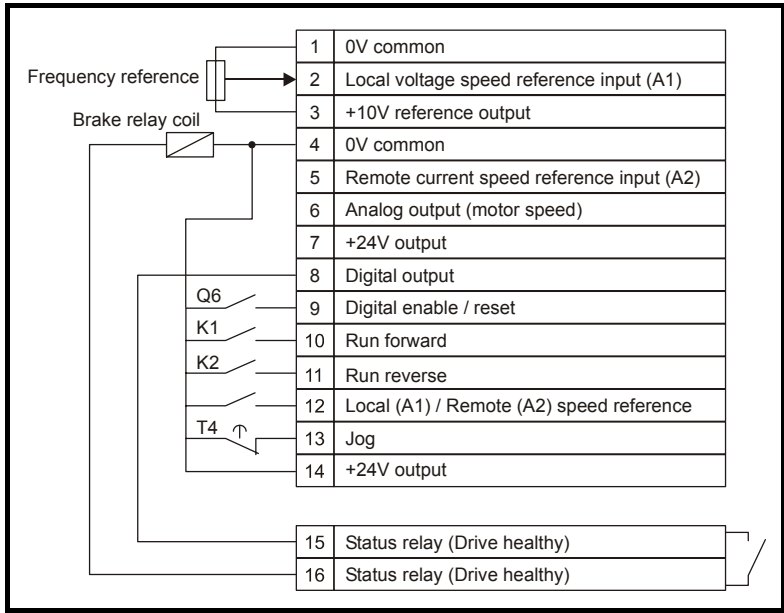 1 0V common
Frequency reference 2 Local voltage speed reference input (A1)
3 +10V reference output
Brake relay coil
4 0V common
5 Remote current speed reference input (A2)
6 Analog output (motor speed)
7 +24V output
8 Digital output
Q6 9 Digital enable / reset
K1 10 Run forward
K2 11 Run reverse
12 Local (A1) / Remote (A2) speed reference
T4 13 Jog
14 +24V output
15 Status relay (Drive healthy)
16 Status relay (Drive healthy)